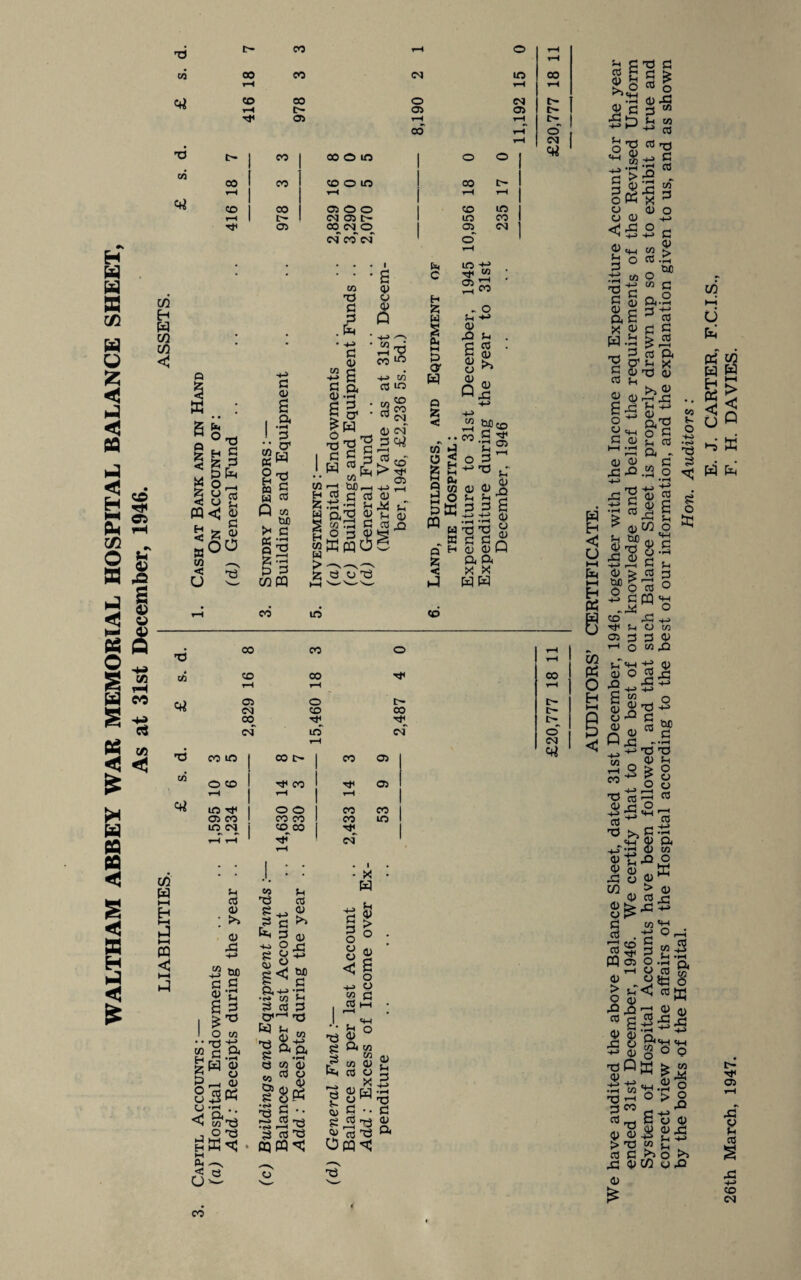 WALTHAM ABBEY WAR MEMORIAL HOSPITAL BALANCE SHEET,
As at 31st December, 1946.
LIABILITIES.
£ s. d. £ s. d.
3. CAPITL ACCOUNTS:—
(a) Hospital Endowments .. .. 1,595 10 3
Add: Receipts during the year .. 1,234 6 5
2,829 16 8
(c) Buildings and Equipment Funds:—
Balance as per last Account .. 14,630 14 8
Add: Receipts during the year .. 830 3 7
15,460 18 3
(d) General Fund:—
Balance as per last Account .. 2,433 14 3
Add: Excess of Income over Ex-
penditure 53 9 9
2,487 4 0
£20,777 18 11
ASSETS.
£ s. d. £ s. d.
1. CASH AT BANK AND IN HAND
ON ACCOUNT OF:
(d) General Fund .. 416 18 7
416 18 7
3. SUNDRY DEBTORS:—
Buildings and Equipment .. 978 3 3
978 3 3
5. INVESTMENTS:—
(a) Hospital Endowments .. 2,829 16 8
(c) Buildings and Equipment Funds .. 3,290 0 0
(d) General Fund .. .. 2,070 5 5
(Market Value at 31st Decem-
ber, 1946, £2,236 5s. 5d.)
8,190 2 1
6. LAND, BUILDINGS, AND EQUIPMENT OF
THE HOSPITAL:
Expenditure to 31st December, 1945 10,956 18 0
Expenditure during the year to 31st
December, 1946 235 17 0
11,192 15 0
£20,777 18 11
AUDITORS' CERTIFICATE.
We have audited the above Balance Sheet, dated 31st December, 1946, together with the Income and Expenditure Account for the year
ended 31st December, 1946. We certify that to the best of our knowledge and belief the requirements of the Revised Uniform
System of Hospital Accounts have been followed, and that such Balance Sheet is properly drawn up so as to exhibit a true and
correct view of the affairs of the Hospital according to the best of our information, and the explanation given to us, and as shown
by the books of the Hospital.
Hon. Auditors:
E. J. CARTER, F.C.I.S.,
F. H. DAVIES.
26th March, 1947.